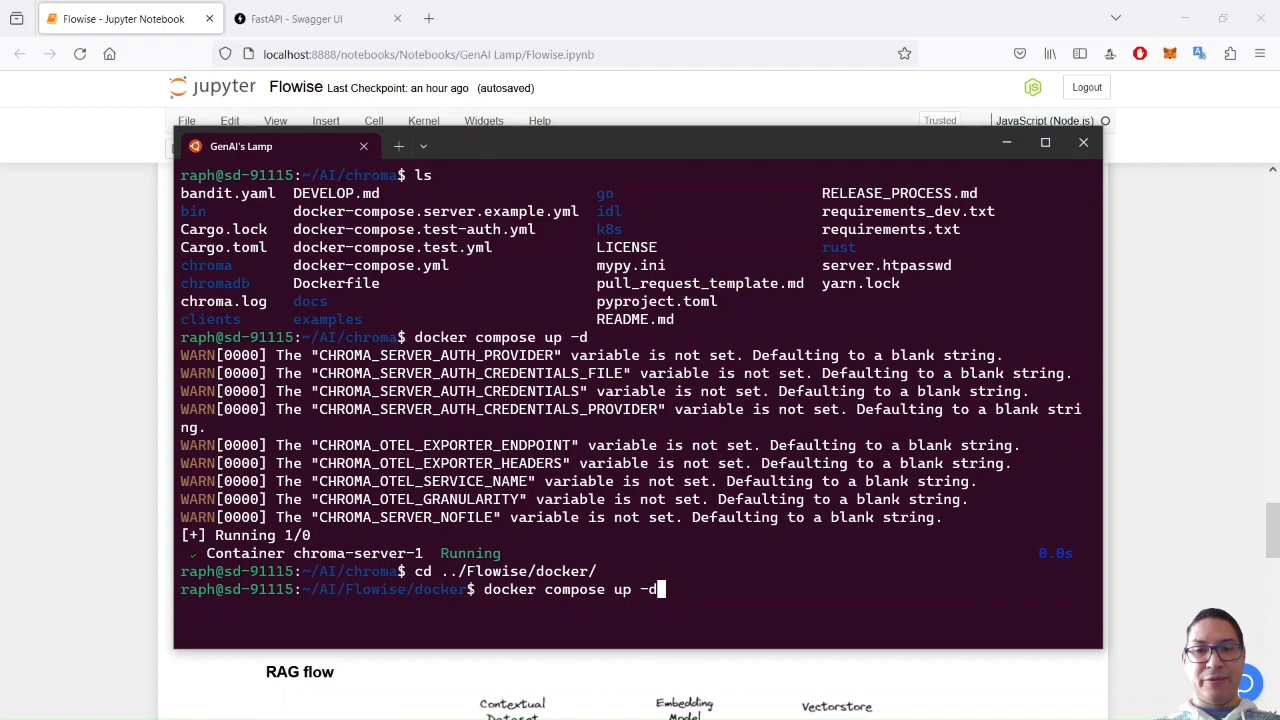 Flowise - Jupyter Notebook
FastAPI - Swagger UI
localhost:8888/notebooks/Notebooks/GenAI Lamp/Flowise.ipynb
jupyter Flowise Last Checkpoint: an hour ago (autosaved)
Logout
File Edit View Insert Cell Kernel Widgets Help
Trusted
JavaScript (Node.js)
GenAI's Lamp
raph@sd-91115:~/AI/chroma$ ls
bandit.yaml DEVELOP.md go RELEASE_PROCESS.md
bin docker-compose.server.example.yml idl requirements_dev.txt
Cargo.lock docker-compose.test-auth.yml k8s requirements.txt
Cargo.toml docker-compose.test.yml LICENSE rust
chroma docker-compose.yml mypy.ini server.htpasswd
chromadb Dockerfile pull_request_template.md yarn.lock
chroma.log docs pyproject.toml
clients examples README.md
raph@sd-91115:~/AI/chroma$ docker compose up -d
WARN[0000] The "CHROMA_SERVER_AUTH_PROVIDER" variable is not set. Defaulting to a blank string.
WARN[0000] The "CHROMA_SERVER_AUTH_CREDENTIALS_FILE" variable is not set. Defaulting to a blank string.
WARN[0000] The "CHROMA_SERVER_AUTH_CREDENTIALS" variable is not set. Defaulting to a blank string.
WARN[0000] The "CHROMA_SERVER_AUTH_CREDENTIALS_PROVIDER" variable is not set. Defaulting to a blank stri
ng.
WARN[0000] The "CHROMA_OTEL_EXPORTER_ENDPOINT" variable is not set. Defaulting to a blank string.
WARN[0000] The "CHROMA_OTEL_EXPORTER_HEADERS" variable is not set. Defaulting to a blank string.
WARN[0000] The "CHROMA_OTEL_SERVICE_NAME" variable is not set. Defaulting to a blank string.
WARN[0000] The "CHROMA_OTEL_GRANULARITY" variable is not set. Defaulting to a blank string.
WARN[0000] The "CHROMA_SERVER_NOFILE" variable is not set. Defaulting to a blank string.
[+] Running 1/0
✓ Container chroma-server-1 Running 0.0s
raph@sd-91115:~/AI/chroma$ cd ../Flowise/docker/
raph@sd-91115:~/AI/Flowise/docker$ docker compose up -d
RAG flow
Contextual Embedding Vectorstore
Dataset Model